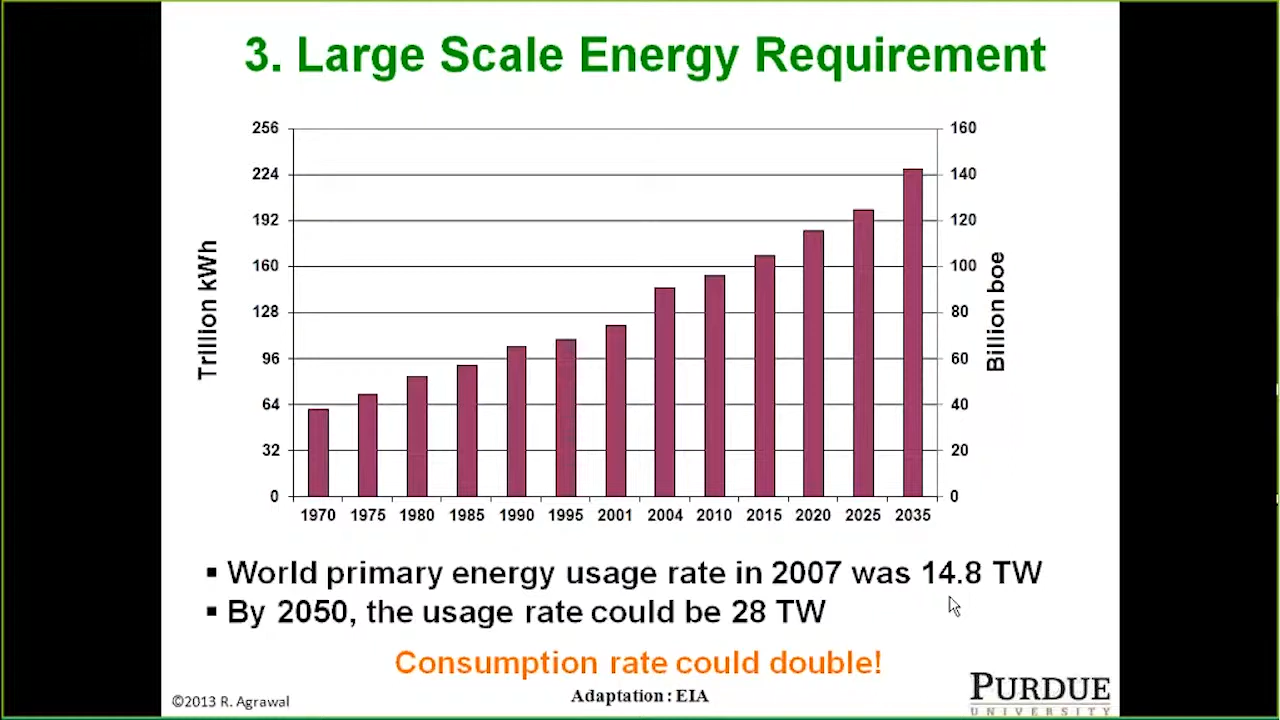 3. Large Scale Energy Requirement
256
224
192
160
128
96
64
32
0
Trillion kWh
160
140
120
100
80
60
40
20
0
Billion boe
1970 1975 1980 1985 1990 1995 2001 2004 2010 2015 2020 2025 2035
▪ World primary energy usage rate in 2007 was 14.8 TW
▪ By 2050, the usage rate could be 28 TW
Consumption rate could double!
©2013 R. Agrawal
Adaptation : EIA
PURDUE
UNIVERSITY